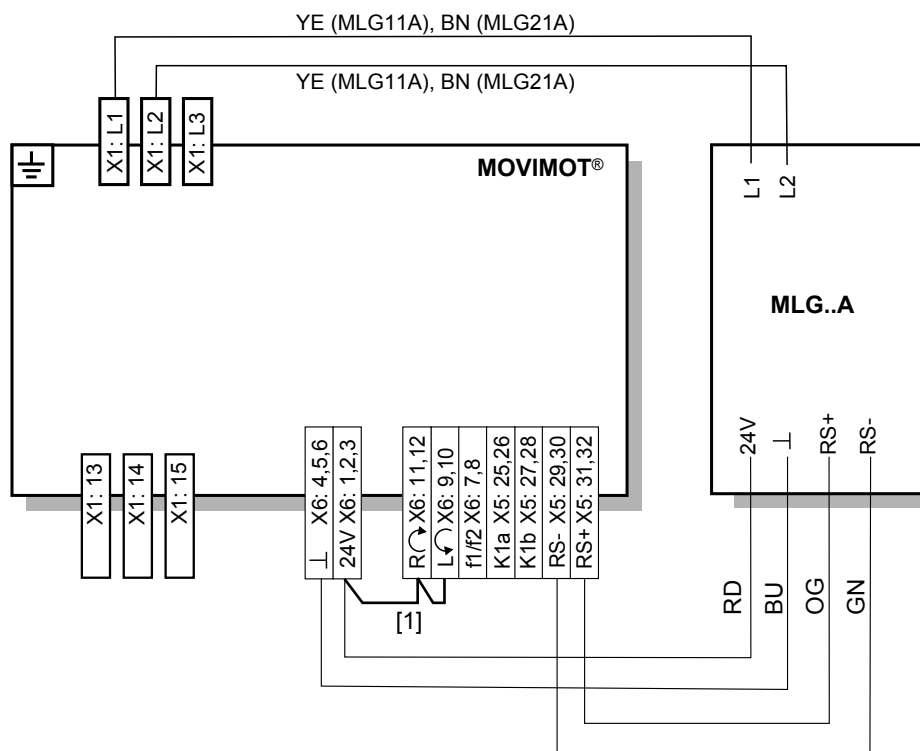 YE (MLG11A), BN (MLG21A)
YE (MLG11A), BN (MLG21A)
X1: L1
X1: L2
X1: L3
MOVIMOT®
L1
L2
MLG..A
24V
⊥
RS+
RS-
X1: 13
X1: 14
X1: 15
⊥ X6: 4,5,6
24V X6: 1,2,3
R X6: 11,12
L X6: 9,10
f1/f2 X6: 7,8
K1a X5: 25,26
K1b X5: 27,28
RS- X5: 29,30
RS+ X5: 31,32
[1]
RD
BU
OG
GN